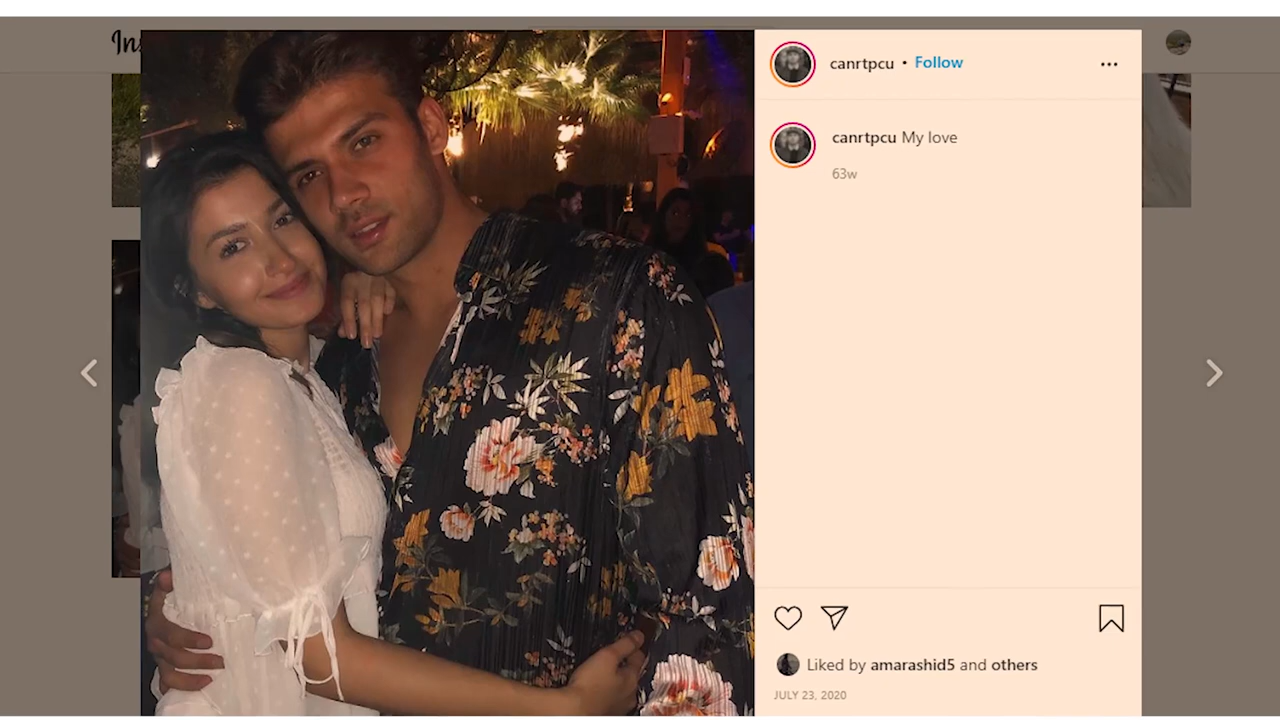 canrtpcu • Follow
canrtpcu My love
63w
Liked by amarashid5 and others
JULY 23, 2020